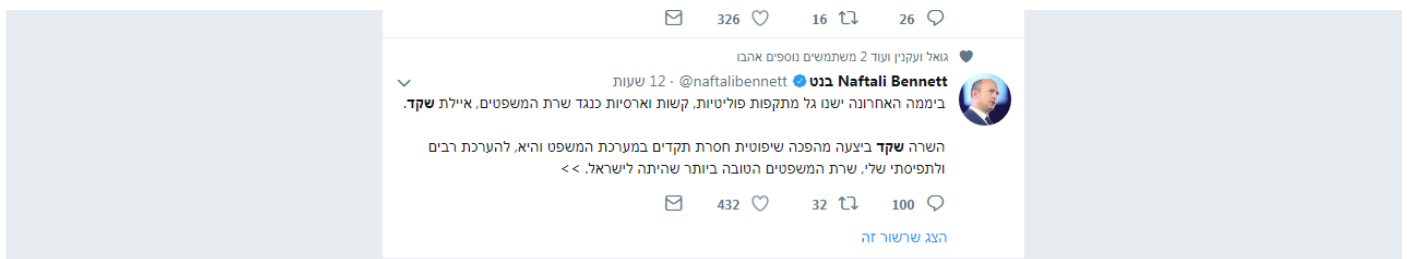 26 16 326
גואל ועקנין ועוד 2 משתמשים נוספים אהבו
Naftali Bennett בנט @naftalibennett · 12 שעות
ביממה האחרונה ישנו גל מתקפות פוליטיות, קשות וארסיות כנגד שרת המשפטים, איילת שקד.
השרה שקד ביצעה מהפכה שיפוטית חסרת תקדים במערכת המשפט והיא, להערכת רבים
ולתפיסתי שלי, שרת המשפטים הטובה ביותר שהיתה לישראל. >>
100 32 432
הצג שרשור זה